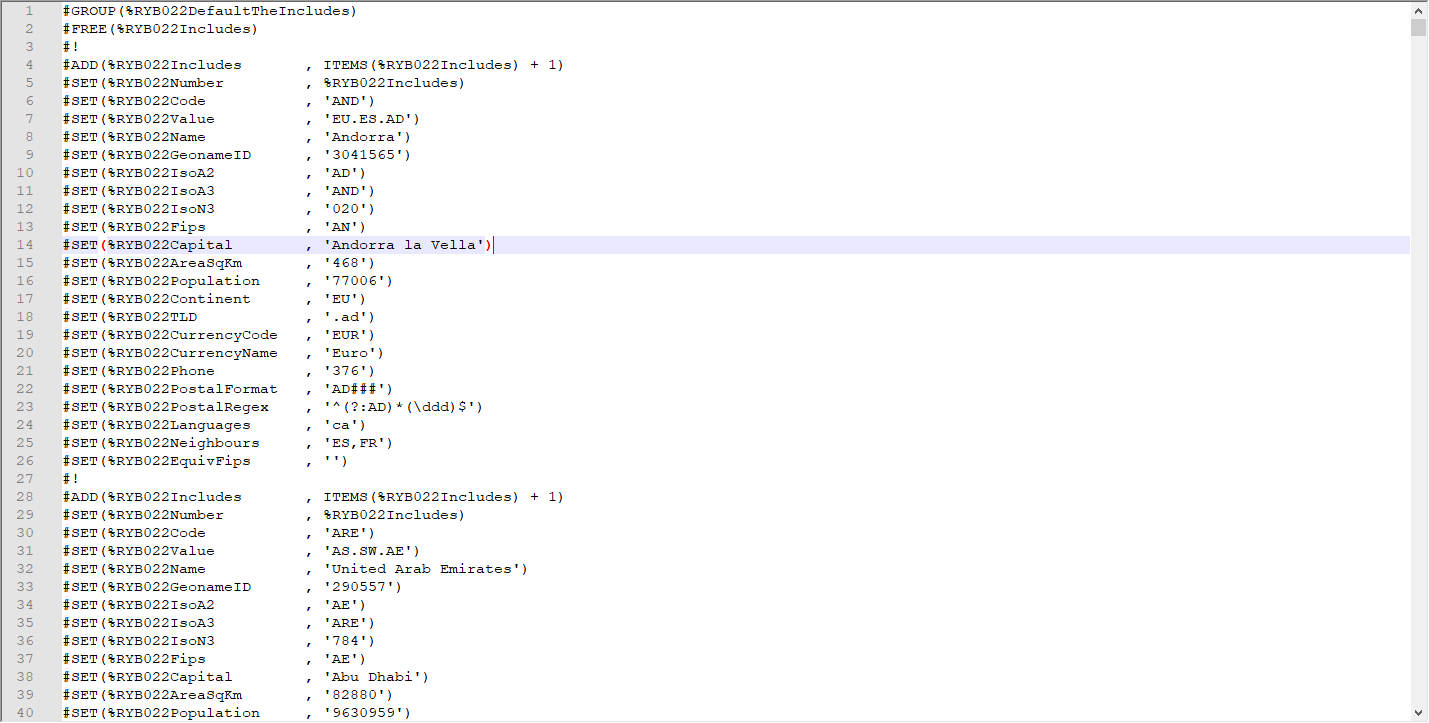 1 #GROUP(%RYB022DefaultTheIncludes)
2 #FREE(%RYB022Includes)
3 #!
4 #ADD(%RYB022Includes       , ITEMS(%RYB022Includes) + 1)
5 #SET(%RYB022Number         , %RYB022Includes)
6 #SET(%RYB022Code           , 'AND')
7 #SET(%RYB022Value          , 'EU.ES.AD')
8 #SET(%RYB022Name           , 'Andorra')
9 #SET(%RYB022GeonameID      , '3041565')
10 #SET(%RYB022IsoA2          , 'AD')
11 #SET(%RYB022IsoA3          , 'AND')
12 #SET(%RYB022IsoN3          , '020')
13 #SET(%RYB022Fips           , 'AN')
14 #SET(%RYB022Capital        , 'Andorra la Vella')
15 #SET(%RYB022AreaSqKm       , '468')
16 #SET(%RYB022Population     , '77006')
17 #SET(%RYB022Continent      , 'EU')
18 #SET(%RYB022TLD            , '.ad')
19 #SET(%RYB022CurrencyCode   , 'EUR')
20 #SET(%RYB022CurrencyName   , 'Euro')
21 #SET(%RYB022Phone          , '376')
22 #SET(%RYB022PostalFormat   , 'AD###')
23 #SET(%RYB022PostalRegex    , '^(?:AD)*(\ddd)$')
24 #SET(%RYB022Languages      , 'ca')
25 #SET(%RYB022Neighbours     , 'ES,FR')
26 #SET(%RYB022EquivFips      , '')
27 #!
28 #ADD(%RYB022Includes       , ITEMS(%RYB022Includes) + 1)
29 #SET(%RYB022Number         , %RYB022Includes)
30 #SET(%RYB022Code           , 'ARE')
31 #SET(%RYB022Value          , 'AS.SW.AE')
32 #SET(%RYB022Name           , 'United Arab Emirates')
33 #SET(%RYB022GeonameID      , '290557')
34 #SET(%RYB022IsoA2          , 'AE')
35 #SET(%RYB022IsoA3          , 'ARE')
36 #SET(%RYB022IsoN3          , '784')
37 #SET(%RYB022Fips           , 'AE')
38 #SET(%RYB022Capital        , 'Abu Dhabi')
39 #SET(%RYB022AreaSqKm       , '82880')
40 #SET(%RYB022Population     , '9630959')